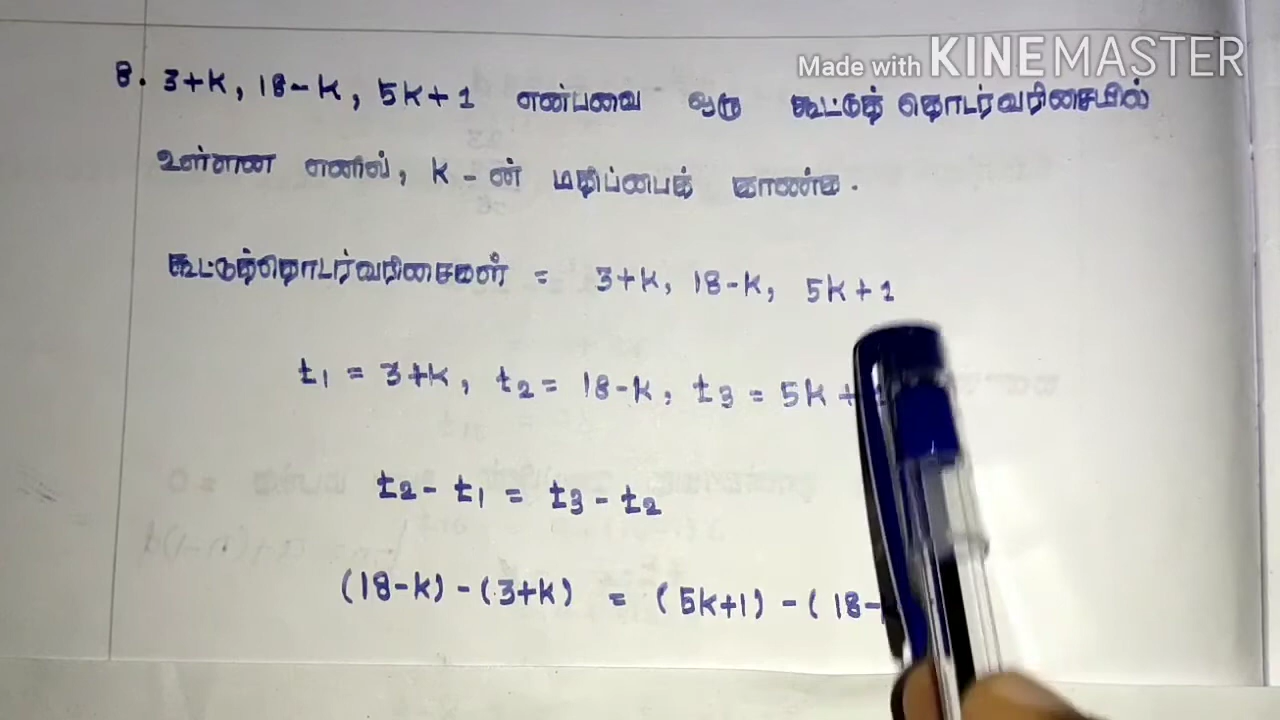 Made with KINEMASTER
8. 3+k, 18-k, 5k+1 என்பவை ஒரு கூட்டுத் தொடர்வரிசையில்
உள்ளன எனில், k-ன் மதிப்பைக் காண்க.
கூட்டுத்தொடர்வரிசைகள் = 3+k, 18-k, 5k+1
t₁ = 3+k, t₂ = 18-k, t₃ = 5k+1
t₂ - t₁ = t₃ - t₂
(18-k) - (3+k) = (5k+1) - (18-